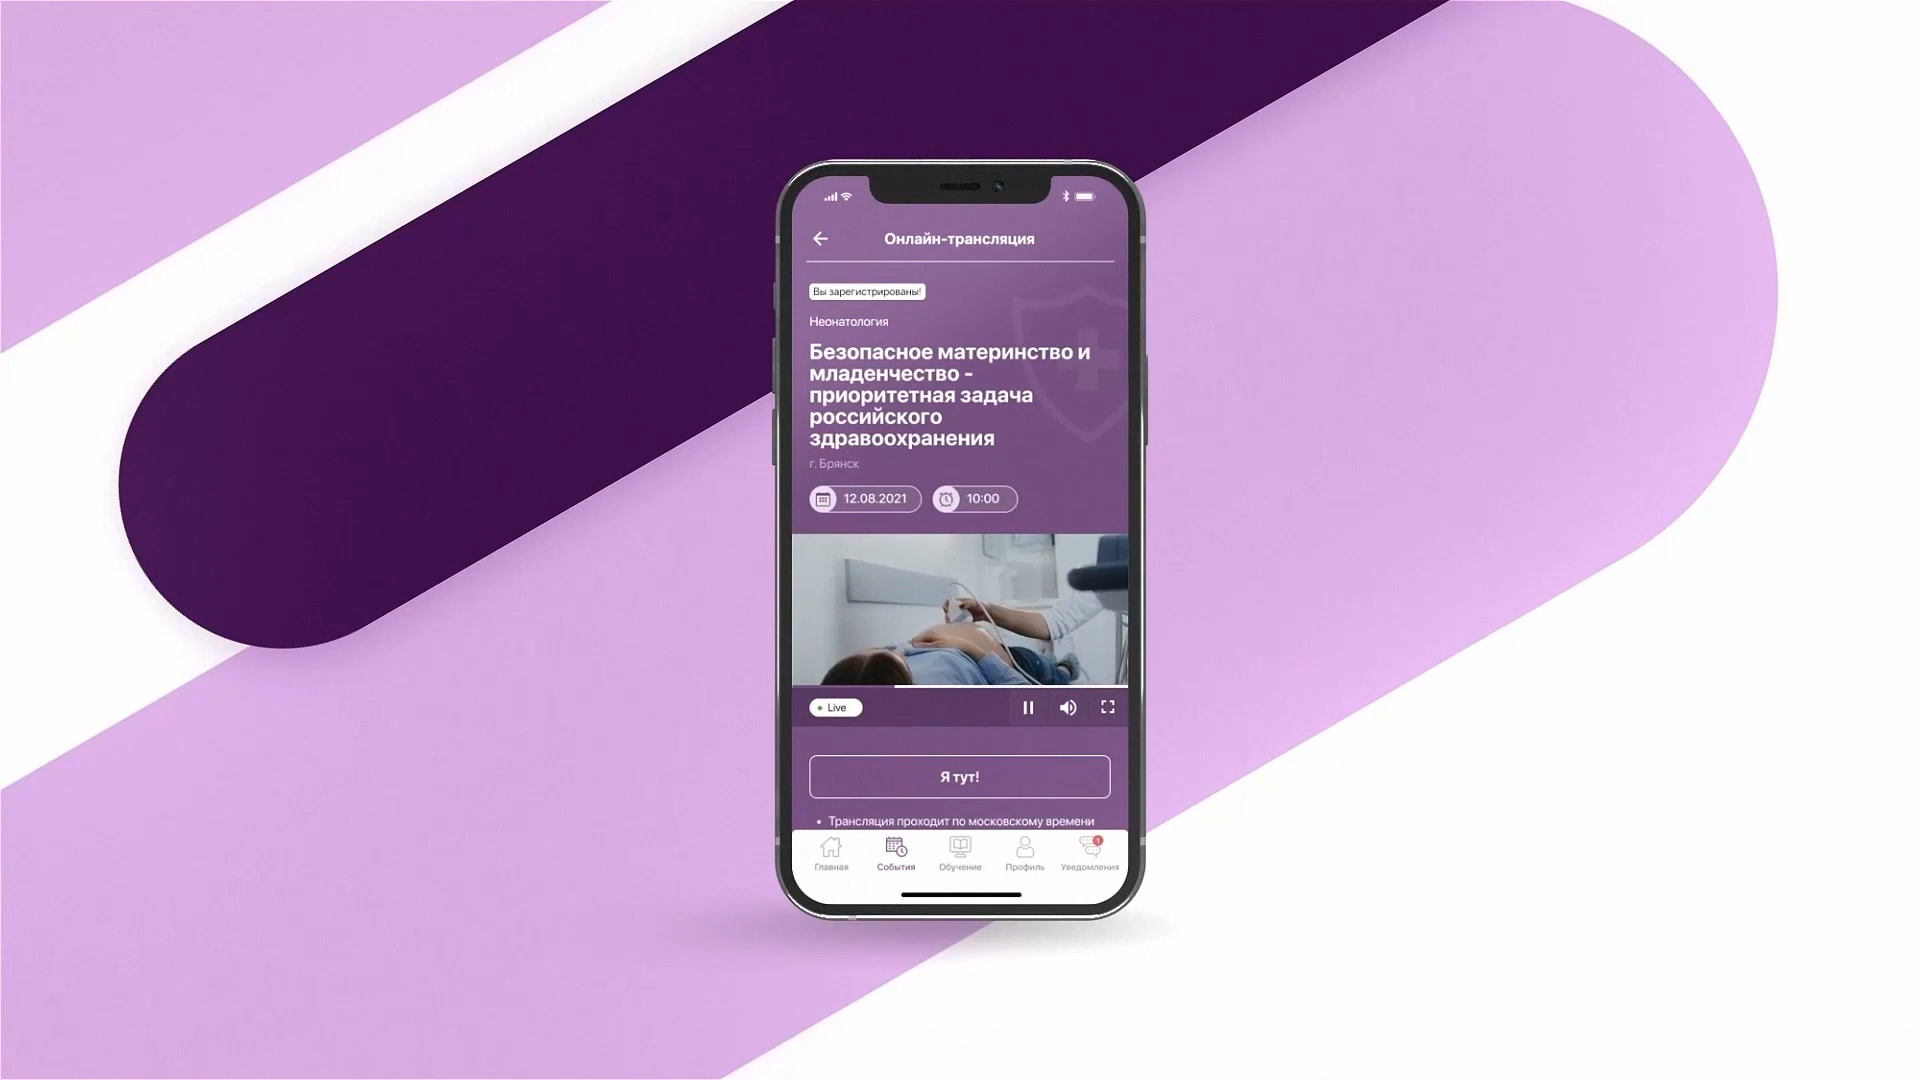 Онлайн-трансляция
Вы зарегистрированы!
Неонатология
Безопасное материнство и
младенчество -
приоритетная задача
российского
здравоохранения
г. Брянск
12.08.2021 10:00
Live
Я тут!
• Трансляция проходит по московскому времени
Главная События Обучение Профиль Уведомления
1